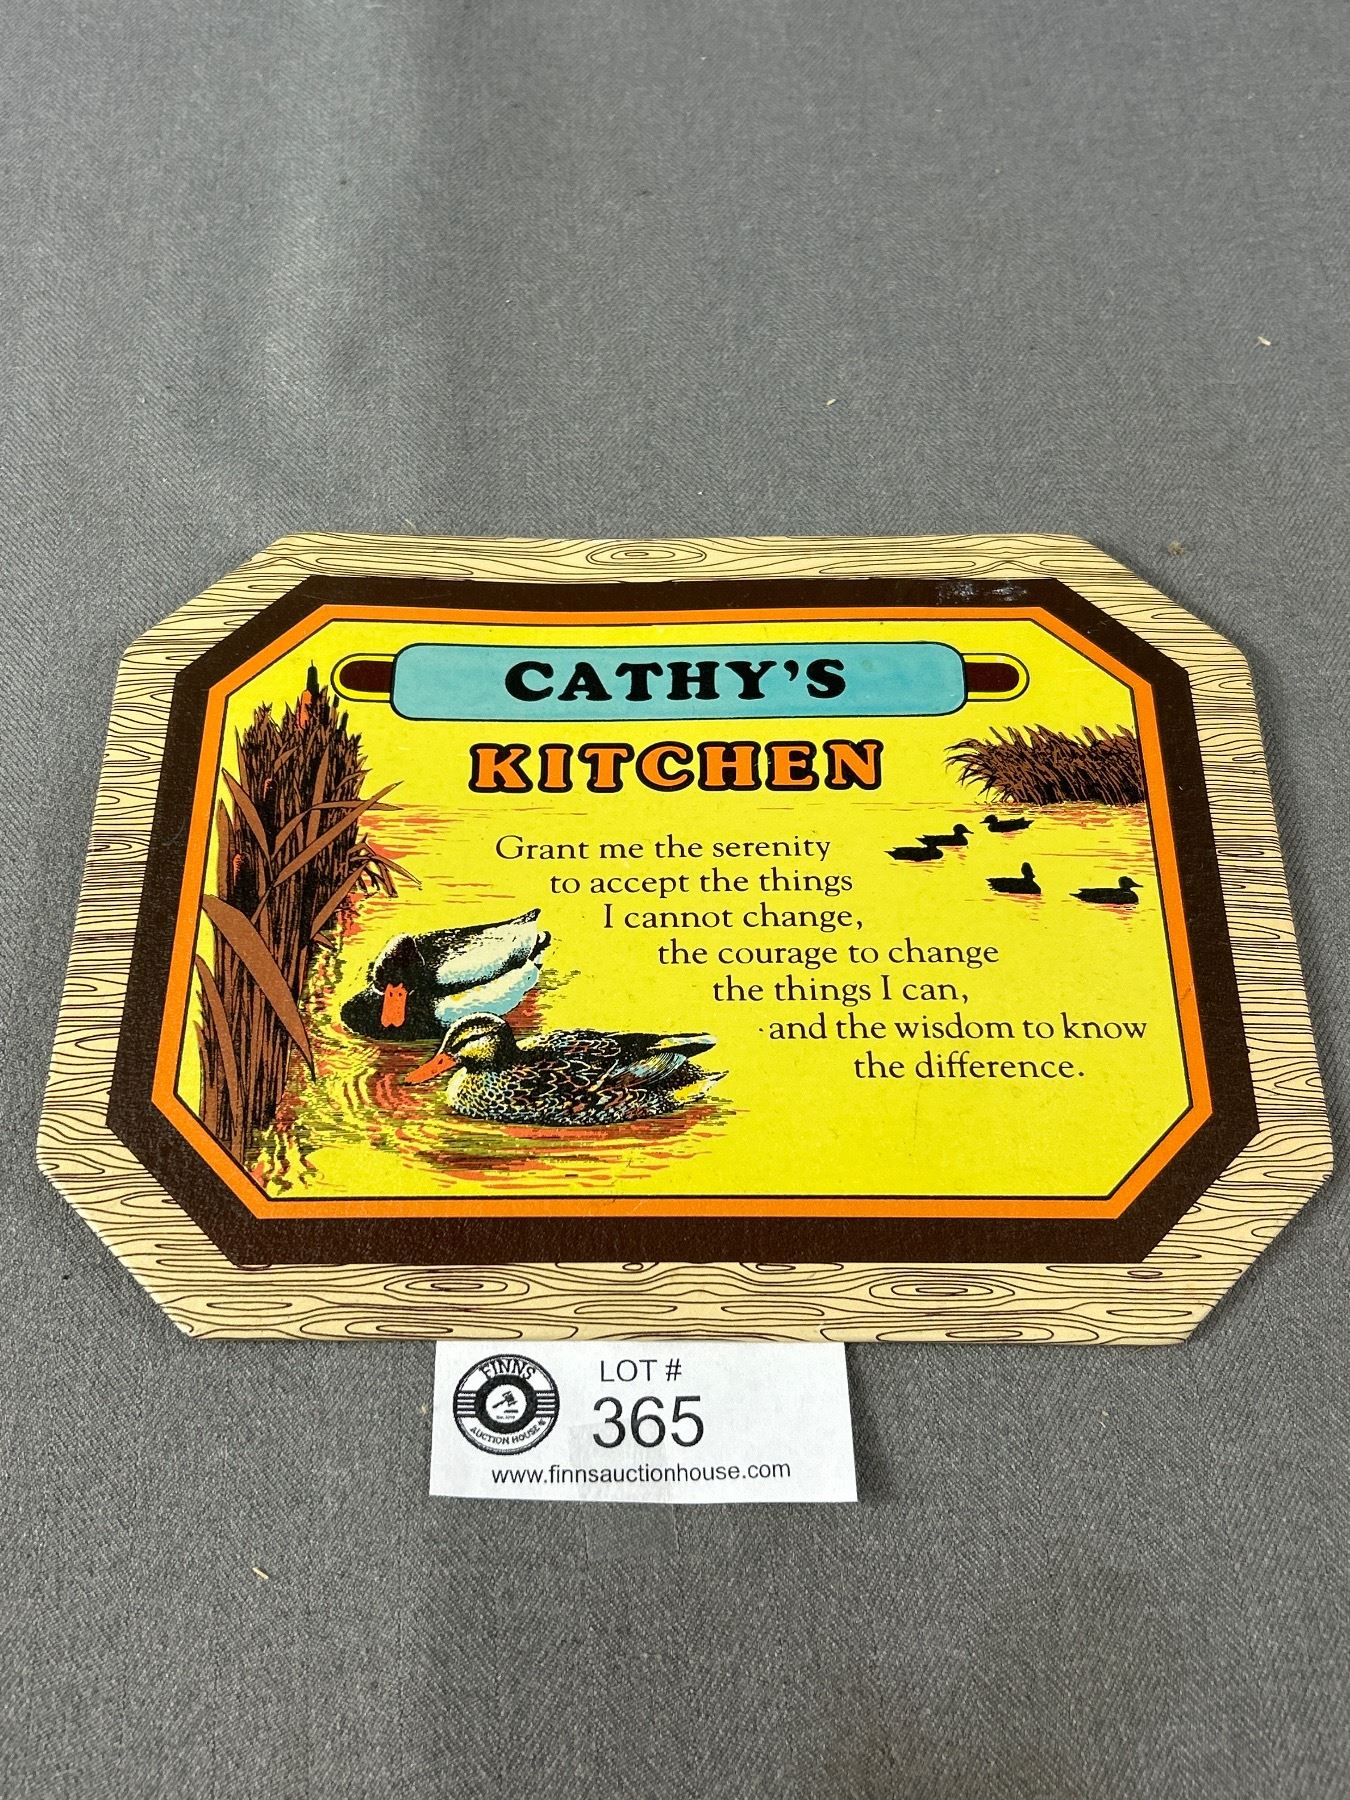 CATHY'S
KITCHEN
Grant me the serenity
to accept the things
I cannot change,
the courage to change
the things I can,
and the wisdom to know
the difference.
FINNS
AUCTION HOUSE
LOT #
365
www.finnsauctionhouse.com